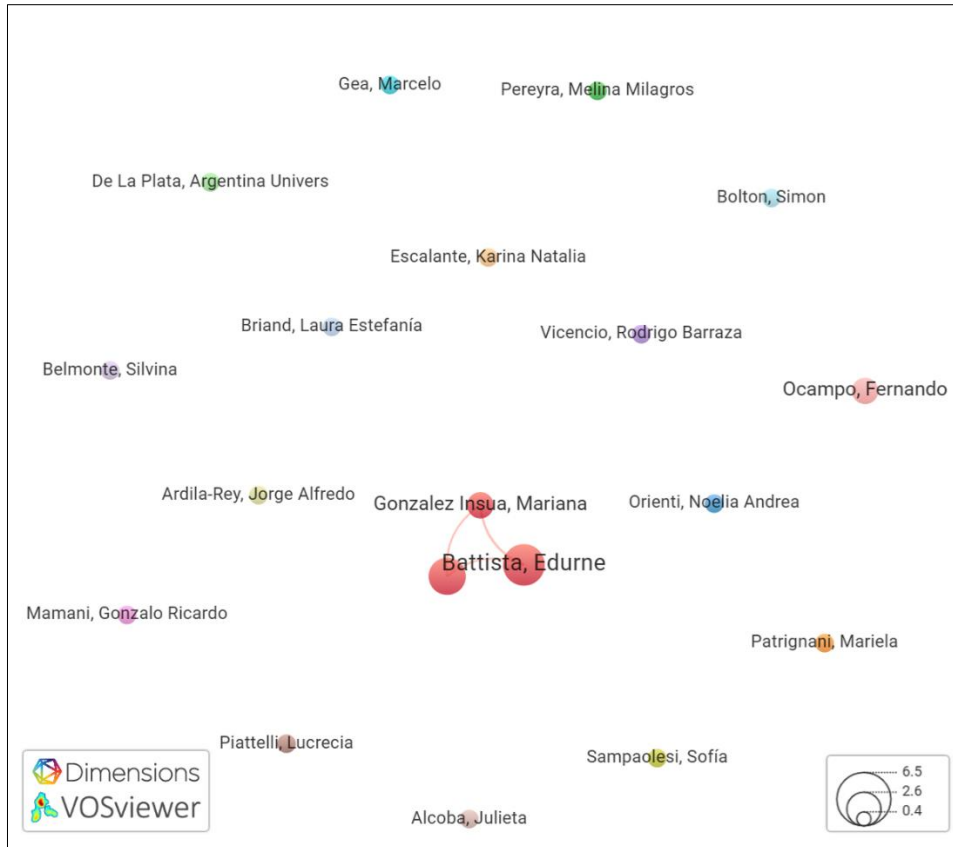 Gea, Marcelo
Pereyra, Melina Milagros
De La Plata, Argentina Univers
Bolton, Simon
Escalante, Karina Natalia
Briand, Laura Estefanía
Vicencio, Rodrigo Barraza
Belmonte, Silvina
Ocampo, Fernando
Ardila-Rey, Jorge Alfredo
Gonzalez Insua, Mariana
Orienti, Noelia Andrea
Battista, Edurne
Mamani, Gonzalo Ricardo
Patrignani, Mariela
Piattelli, Lucrecia
Sampaolesi, Sofía
Alcoba, Julieta
Dimensions
VOSviewer
6.5
2.6
0.4